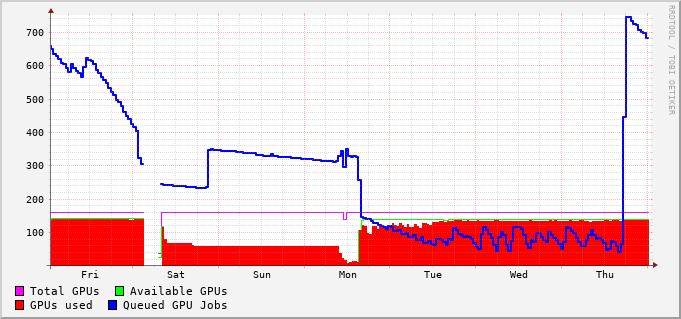 700
600
500
400
300
200
100
Fri Sat Sun Mon Tue Wed Thu
Total GPUs Available GPUs
GPUs used Queued GPU Jobs
RRDTOOL / TOBI OETIKER